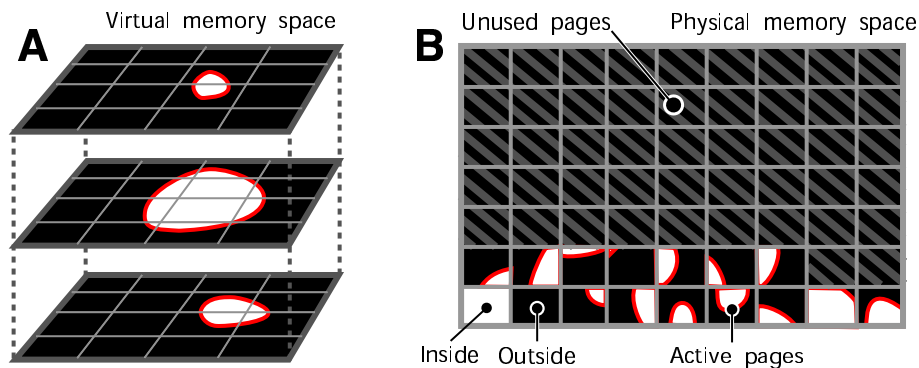 A
Virtual memory space
B
Unused pages
Physical memory space
Inside
Outside
Active pages